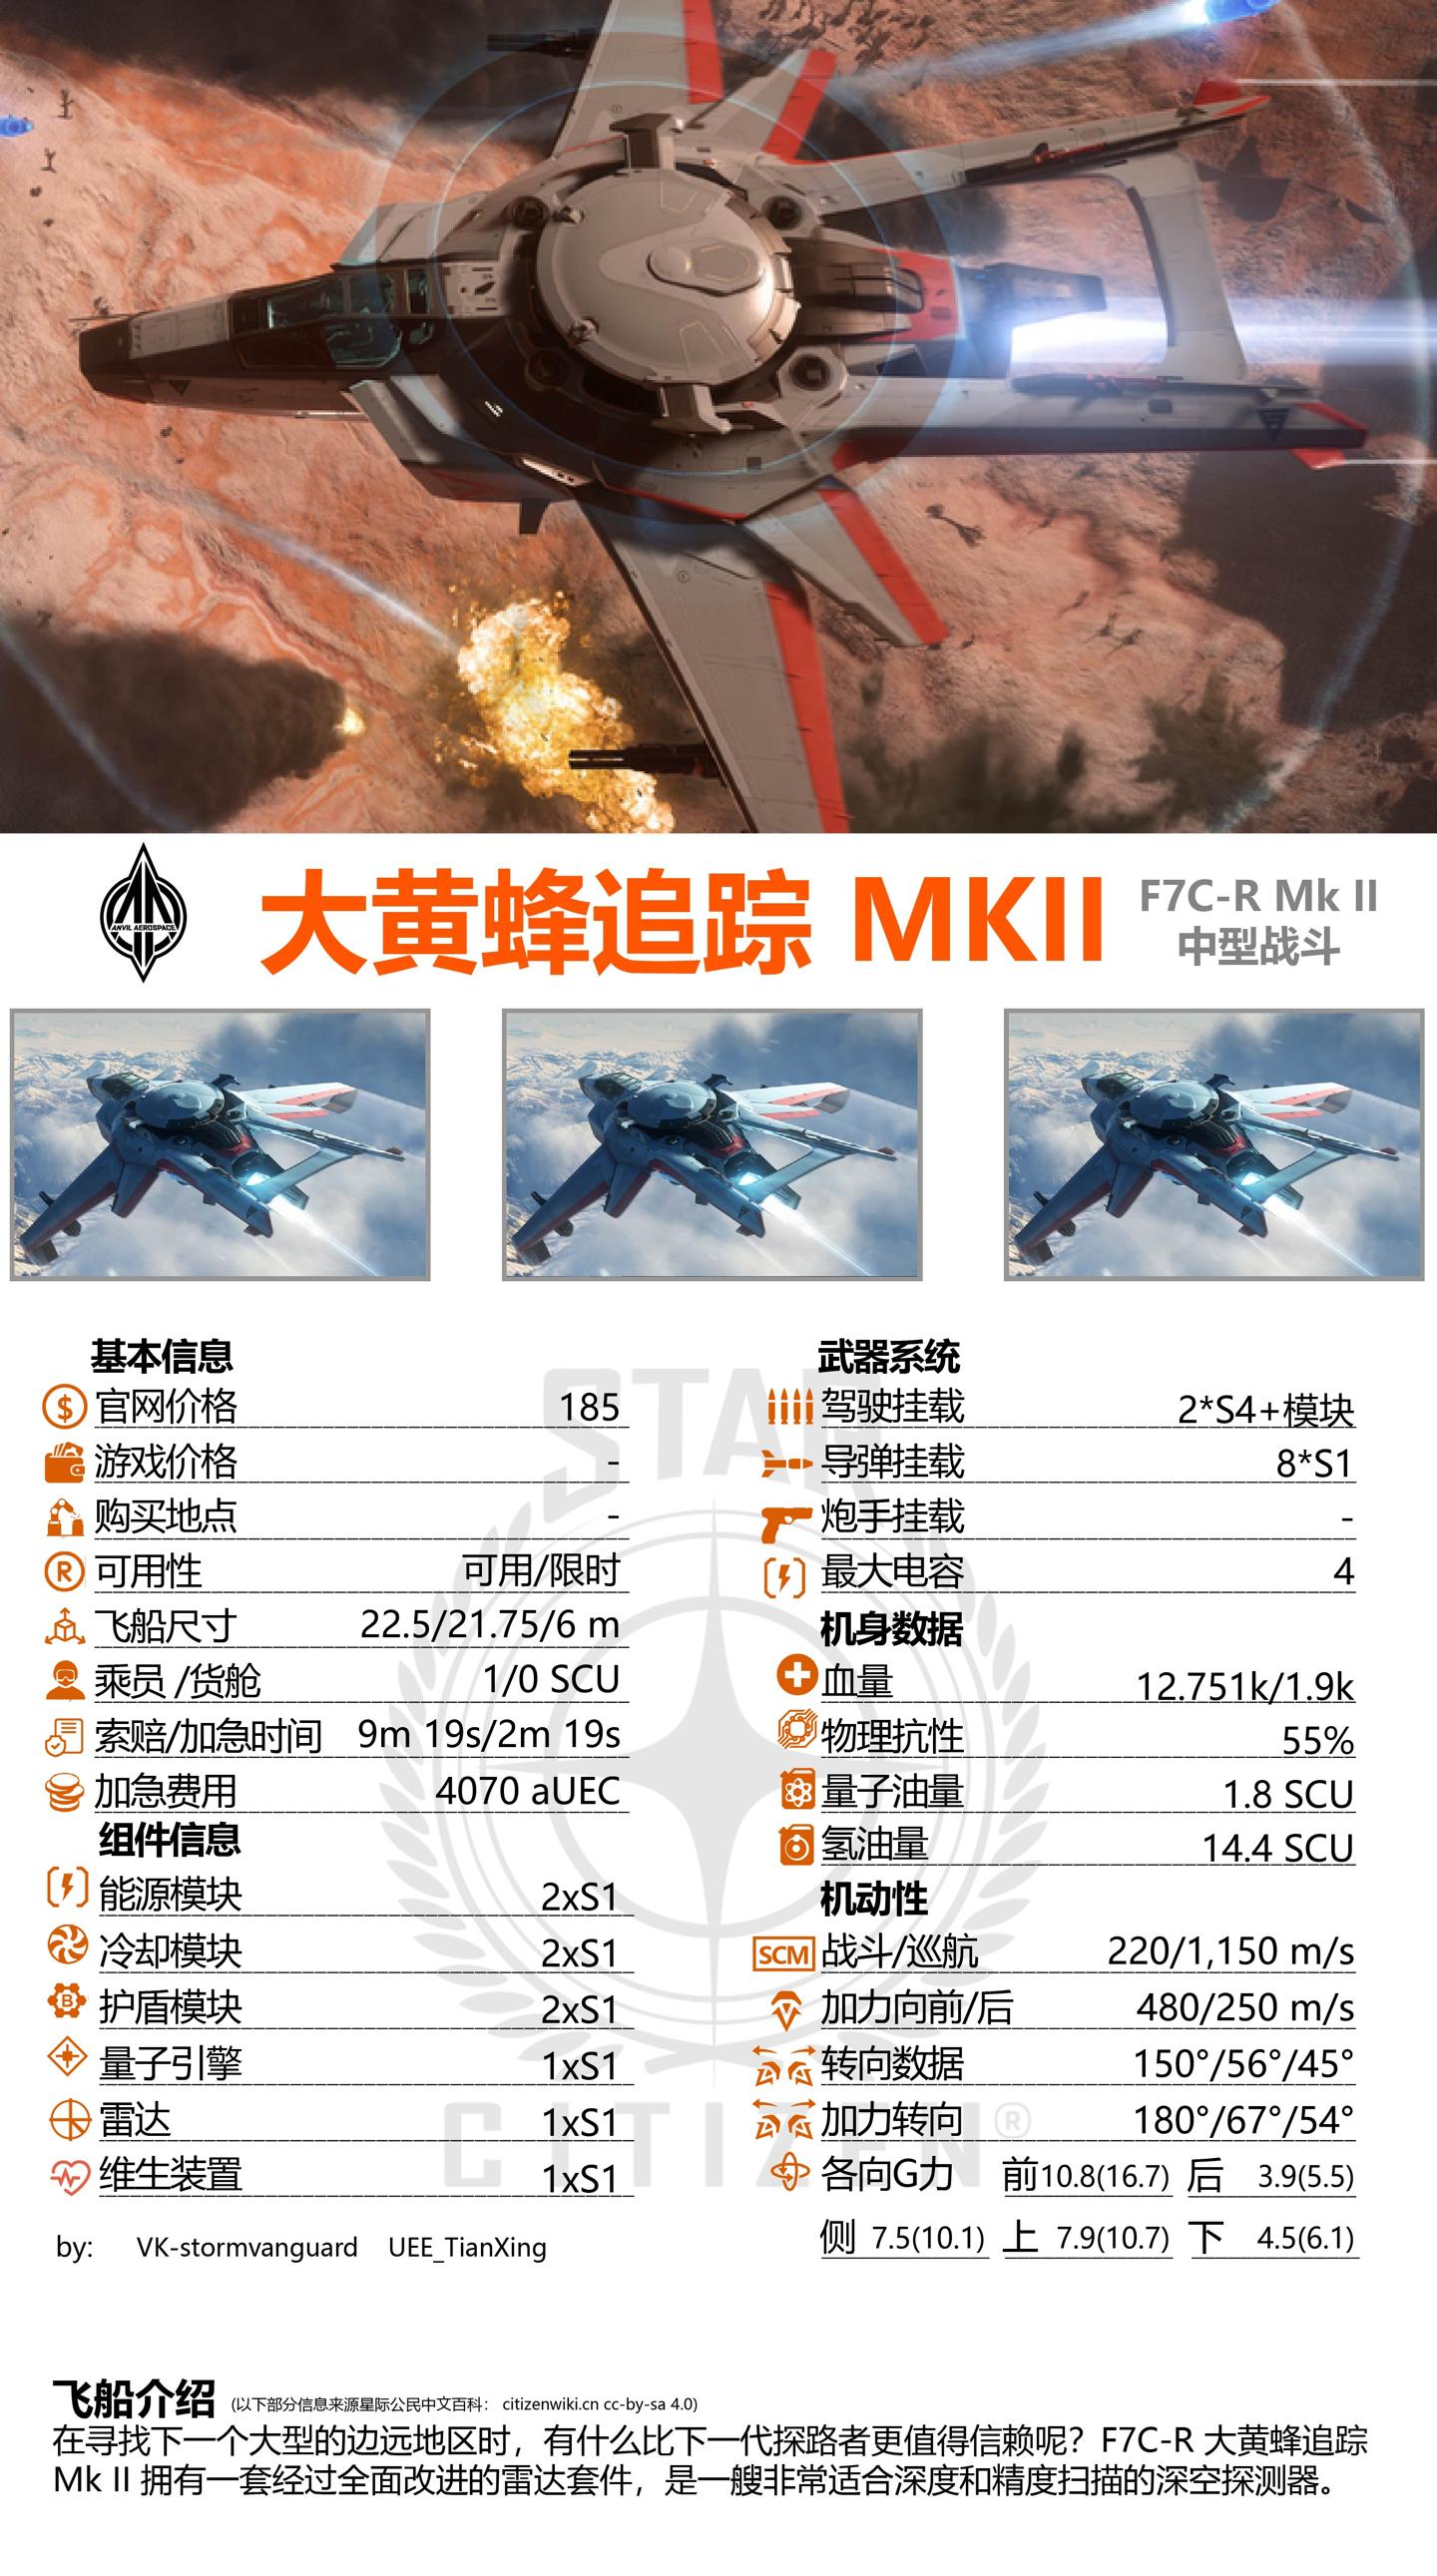 ANVIL AEROSPACE
大黄蜂追踪 MKII
F7C-R Mk II
中型战斗
STAR
CITIZEN®
基本信息
官网价格 185
游戏价格 -
购买地点 -
可用性 可用/限时
飞船尺寸 22.5/21.75/6 m
乘员 /货舱 1/0 SCU
索赔/加急时间 9m 19s/2m 19s
加急费用 4070 aUEC
组件信息
能源模块 2xS1
冷却模块 2xS1
护盾模块 2xS1
量子引擎 1xS1
雷达 1xS1
维生装置 1xS1
by: VK-stormvanguard UEE_TianXing
武器系统
驾驶挂载 2*S4+模块
导弹挂载 8*S1
炮手挂载 -
最大电容 4
机身数据
血量 12.751k/1.9k
物理抗性 55%
量子油量 1.8 SCU
氢油量 14.4 SCU
机动性
SCM 战斗/巡航 220/1,150 m/s
加力向前/后 480/250 m/s
转向数据 150°/56°/45°
加力转向 180°/67°/54°
各向G力 前10.8(16.7) 后 3.9(5.5)
侧 7.5(10.1) 上 7.9(10.7) 下 4.5(6.1)
飞船介绍 (以下部分信息来源星际公民中文百科： citizenwiki.cn cc-by-sa 4.0)
在寻找下一个大型的边远地区时，有什么比下一代探路者更值得信赖呢？F7C-R 大黄蜂追踪
Mk II 拥有一套经过全面改进的雷达套件，是一艘非常适合深度和精度扫描的深空探测器。